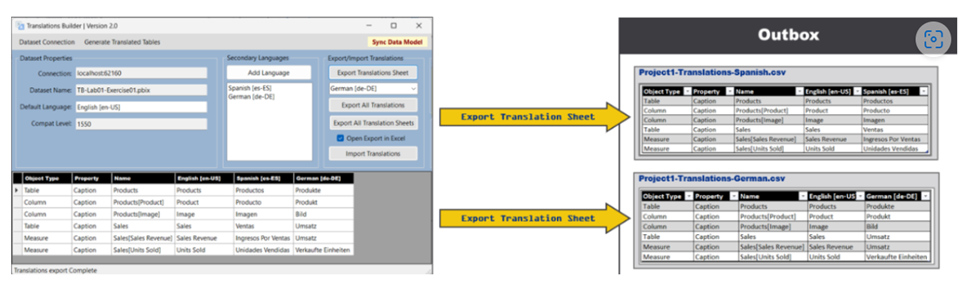 Translations Builder | Version 2.0
Dataset Connection Generate Translated Tables Sync Data Model
Dataset Properties
Connection: localhost:62160
Dataset Name: TB-Lab01-Exercise01.pbix
Default Language: English [en-US]
Compat Level: 1550
Secondary Languages
Add Language
Spanish [es-ES]
German [de-DE]
Export/Import Translations
Export Translations Sheet
German [de-DE]
Export All Translations
Export All Translation Sheets
Open Export in Excel
Import Translations
Object Type Property Name English [en-US] Spanish [es-ES] German [de-DE]
Table Caption Products Products Productos Produkte
Column Caption Products[Product] Product Producto Produkt
Column Caption Products[Image] Image Imagen Bild
Table Caption Sales Sales Ventas Umsatz
Measure Caption Sales[Sales Revenue] Sales Revenue Ingresos Por Ventas Umsatz
Measure Caption Sales[Units Sold] Units Sold Unidades Vendidas Verkaufte Einheiten
Translations export Complete
Export Translation Sheet
Export Translation Sheet
Outbox
Project1-Translations-Spanish.csv
Object Type Property Name English [en-US] Spanish [es-ES]
Table Caption Products Products Productos
Column Caption Products[Product] Product Producto
Column Caption Products[Image] Image Imagen
Table Caption Sales Sales Ventas
Measure Caption Sales[Sales Revenue] Sales Revenue Ingresos Por Ventas
Measure Caption Sales[Units Sold] Units Sold Unidades Vendidas
Project1-Translations-German.csv
Object Type Property Name English [en-US German [de-DE]
Table Caption Products Products Produkte
Column Caption Products[Product] Product Produkt
Column Caption Products[Image] Image Bild
Table Caption Sales Sales Umsatz
Measure Caption Sales[Sales Revenue] Sales Revenue Umsatz
Measure Caption Sales[Units Sold] Units Sold Verkaufte Einheiten